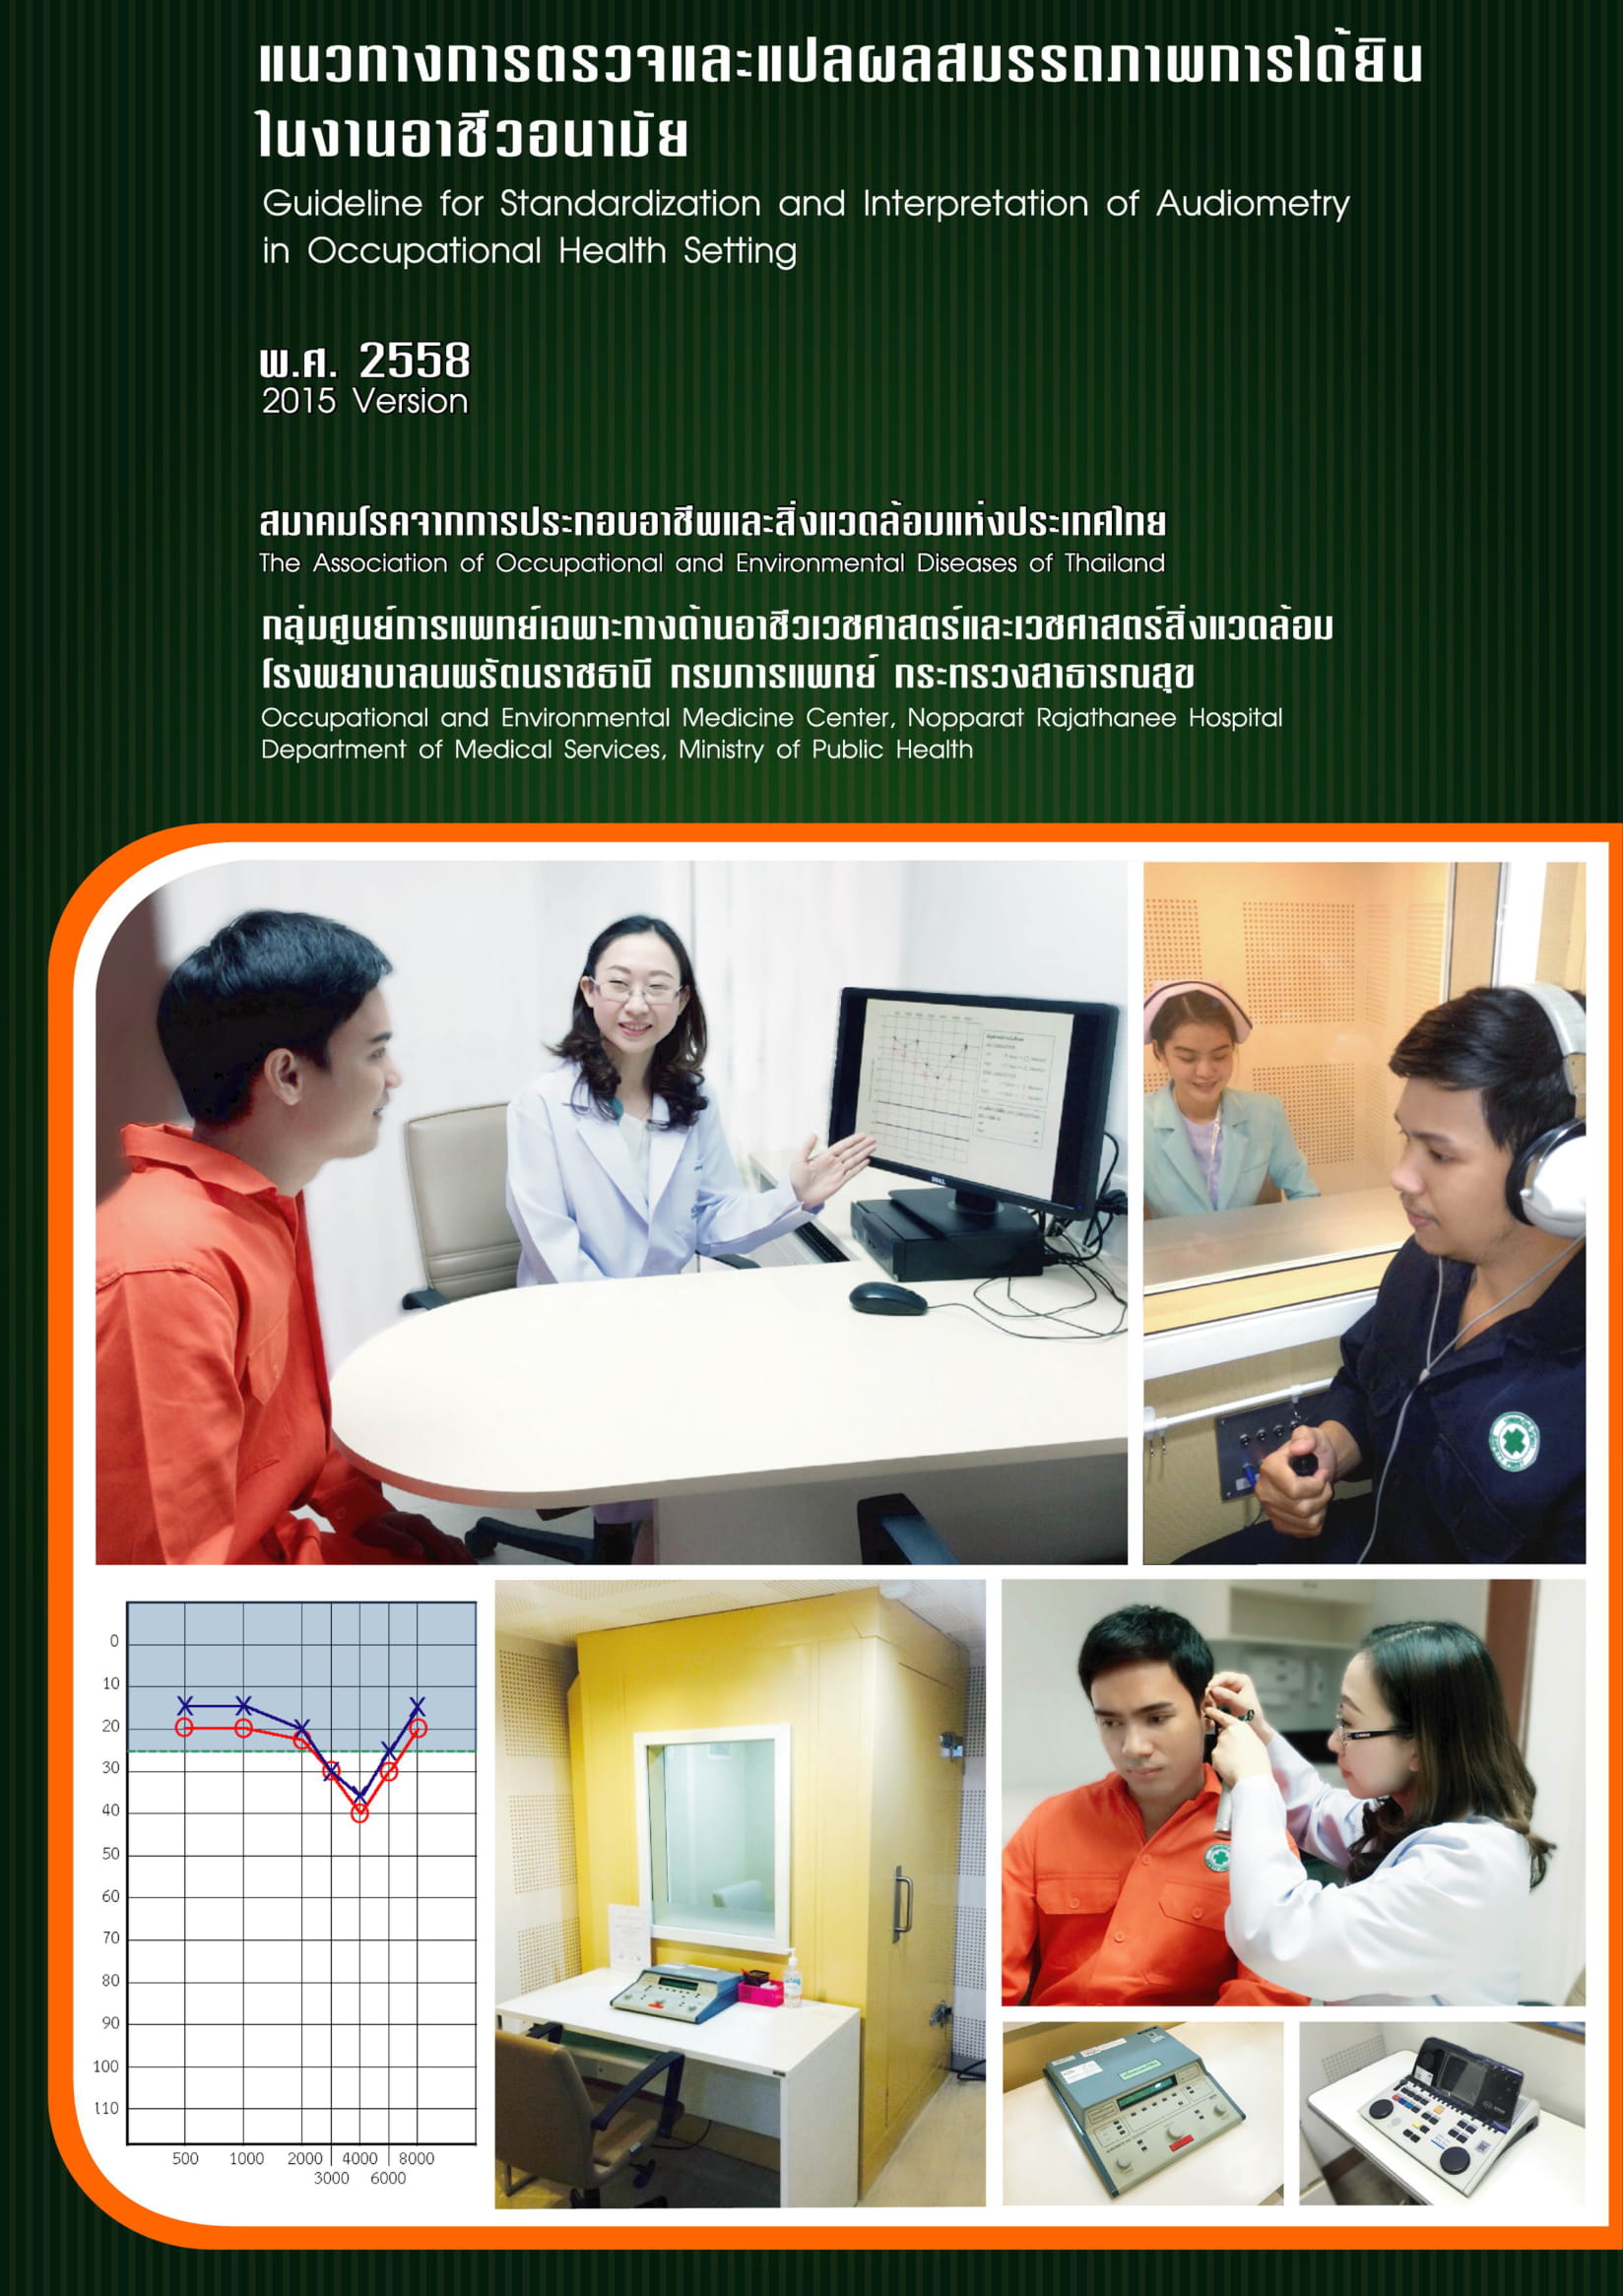 แนวทางการตรวจและแปลผลสมรรถภาพการได้ยิน
ในงานอาชีวอนามัย
Guideline for Standardization and Interpretation of Audiometry
in Occupational Health Setting
พ.ศ. 2558
2015 Version
สมาคมโรคจากการประกอบอาชีพและสิ่งแวดล้อมแห่งประเทศไทย
The Association of Occupational and Environmental Diseases of Thailand
กลุ่มศูนย์การแพทย์เฉพาะทางด้านอาชีวเวชศาสตร์และเวชศาสตร์สิ่งแวดล้อม
โรงพยาบาลนพรัตนราชธานี กรมการแพทย์ กระทรวงสาธารณสุข
Occupational and Environmental Medicine Center, Nopparat Rajathanee Hospital
Department of Medical Services, Ministry of Public Health
DELL
0
10
20
30
40
50
60
70
80
90
100
110
500 1000 2000 4000 8000
3000 6000